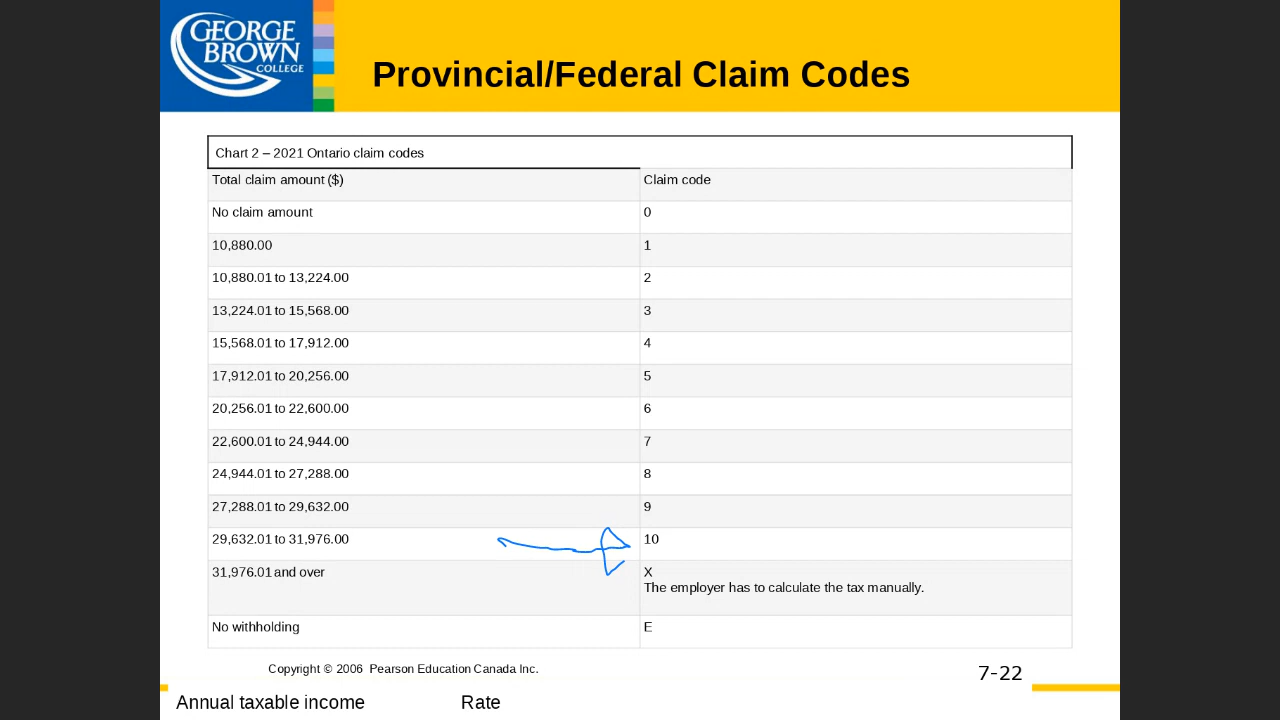 GEORGE
BROWN
COLLEGE
Provincial/Federal Claim Codes
Chart 2 – 2021 Ontario claim codes
Total claim amount ($) Claim code
No claim amount 0
10,880.00 1
10,880.01 to 13,224.00 2
13,224.01 to 15,568.00 3
15,568.01 to 17,912.00 4
17,912.01 to 20,256.00 5
20,256.01 to 22,600.00 6
22,600.01 to 24,944.00 7
24,944.01 to 27,288.00 8
27,288.01 to 29,632.00 9
29,632.01 to 31,976.00 10
31,976.01 and over X
The employer has to calculate the tax manually.
No withholding E
Copyright © 2006 Pearson Education Canada Inc.
7-22
Annual taxable income Rate